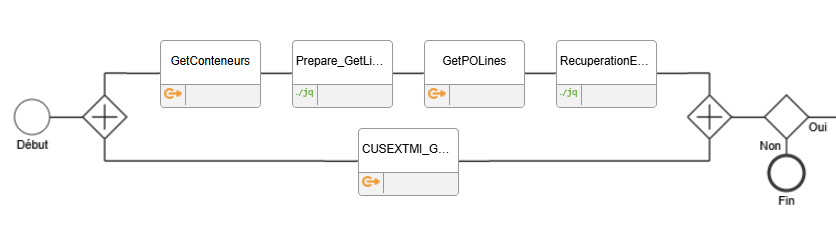 GetConteneurs
Prepare_GetLi...
GetPOLines
RecuperationE...
./jq
./jq
Début
Oui
Non
CUSEXTMI_G...
Fin